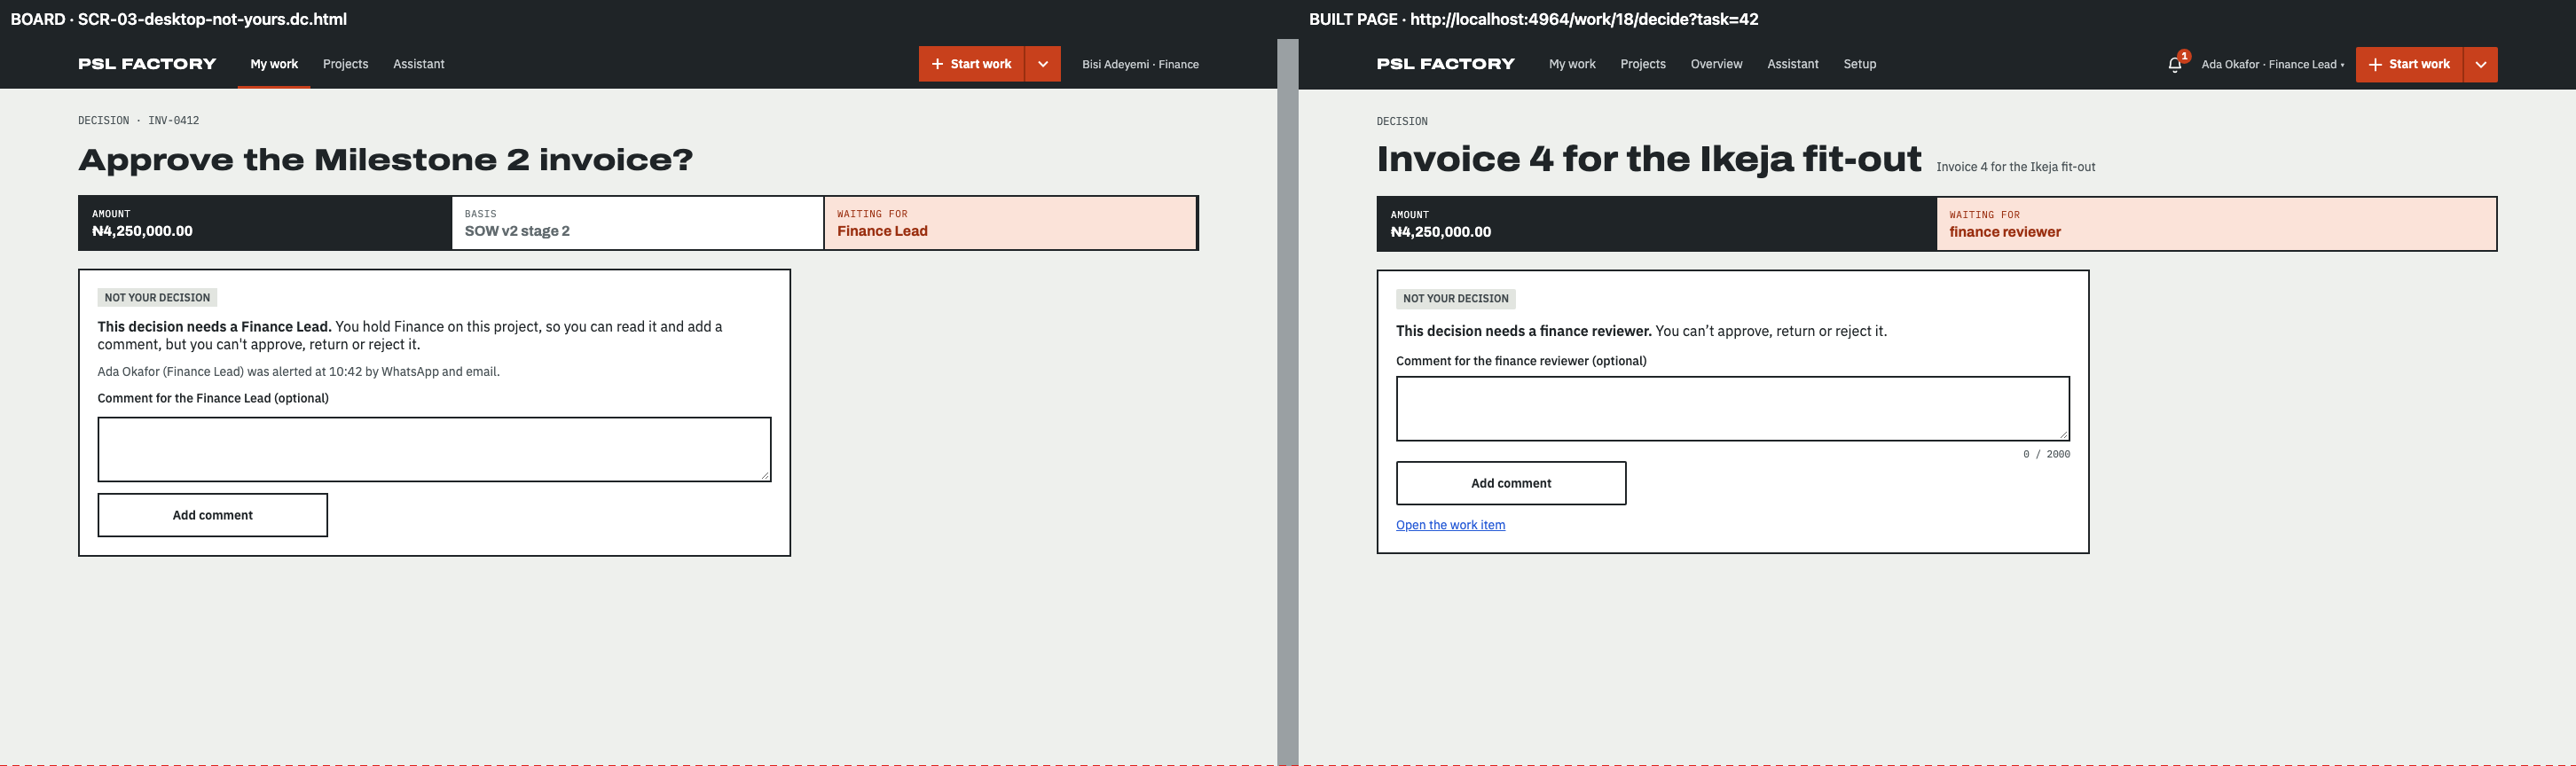 BOARD · SCR-03-desktop-not-yours.dc.html
PSL FACTORY My work Projects Assistant + Start work Bisi Adeyemi · Finance
DECISION · INV-0412
Approve the Milestone 2 invoice?
AMOUNT
₦4,250,000.00
BASIS
SOW v2 stage 2
WAITING FOR
Finance Lead
NOT YOUR DECISION
This decision needs a Finance Lead. You hold Finance on this project, so you can read it and add a
comment, but you can't approve, return or reject it.
Ada Okafor (Finance Lead) was alerted at 10:42 by WhatsApp and email.
Comment for the Finance Lead (optional)
Add comment
BUILT PAGE · http://localhost:4964/work/18/decide?task=42
PSL FACTORY My work Projects Overview Assistant Setup 1 Ada Okafor · Finance Lead + Start work
DECISION
Invoice 4 for the Ikeja fit-out Invoice 4 for the Ikeja fit-out
AMOUNT
₦4,250,000.00
WAITING FOR
finance reviewer
NOT YOUR DECISION
This decision needs a finance reviewer. You can’t approve, return or reject it.
Comment for the finance reviewer (optional)
0 / 2000
Add comment
Open the work item